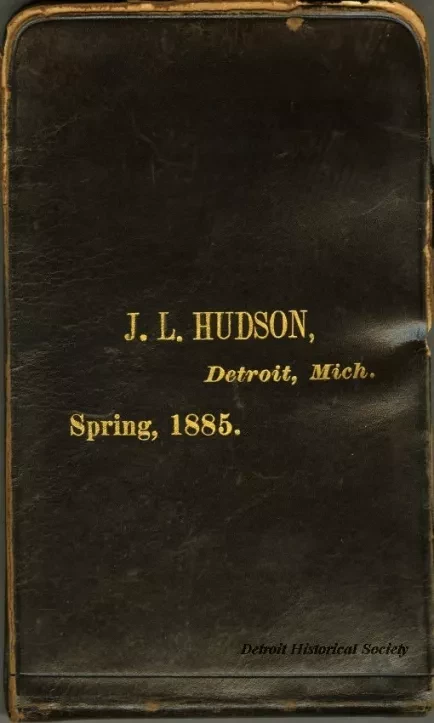 J. L. HUDSON,
Detroit, Mich.
Spring, 1885.
Detroit Historical Society